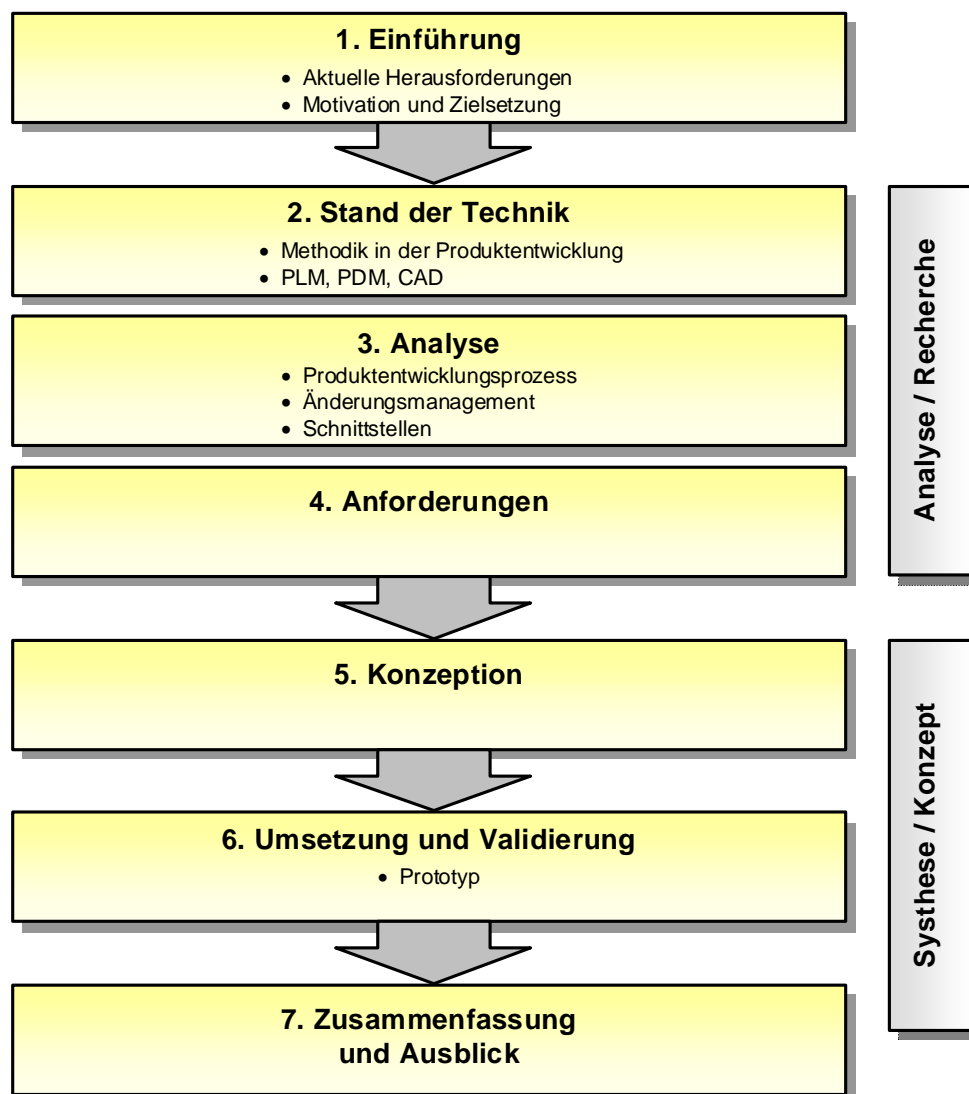 1. Einführung
• Aktuelle Herausforderungen
• Motivation und Zielsetzung
2. Stand der Technik
• Methodik in der Produktentwicklung
• PLM, PDM, CAD
3. Analyse
• Produktentwicklungsprozess
• Änderungsmanagement
• Schnittstellen
4. Anforderungen
Analyse / Recherche
5. Konzeption
6. Umsetzung und Validierung
• Prototyp
7. Zusammenfassung
und Ausblick
Systhese / Konzept